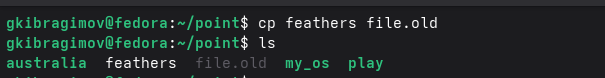 gkibragimov@fedora:~/point$ cp feathers file.old
gkibragimov@fedora:~/point$ ls
australia feathers file.old my_os play